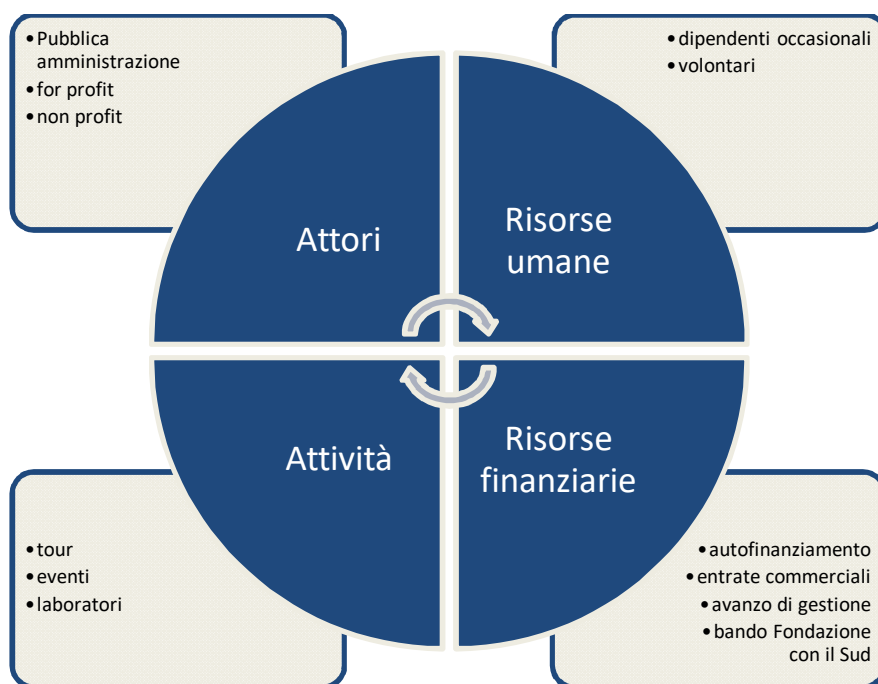 •Pubblica
amministrazione
•for profit
•non profit
•dipendenti occasionali
•volontari
Attori
Risorse
umane
Attività
Risorse
finanziarie
•tour
•eventi
•laboratori
•autofinanziamento
•entrate commerciali
•avanzo di gestione
•bando Fondazione
con il Sud